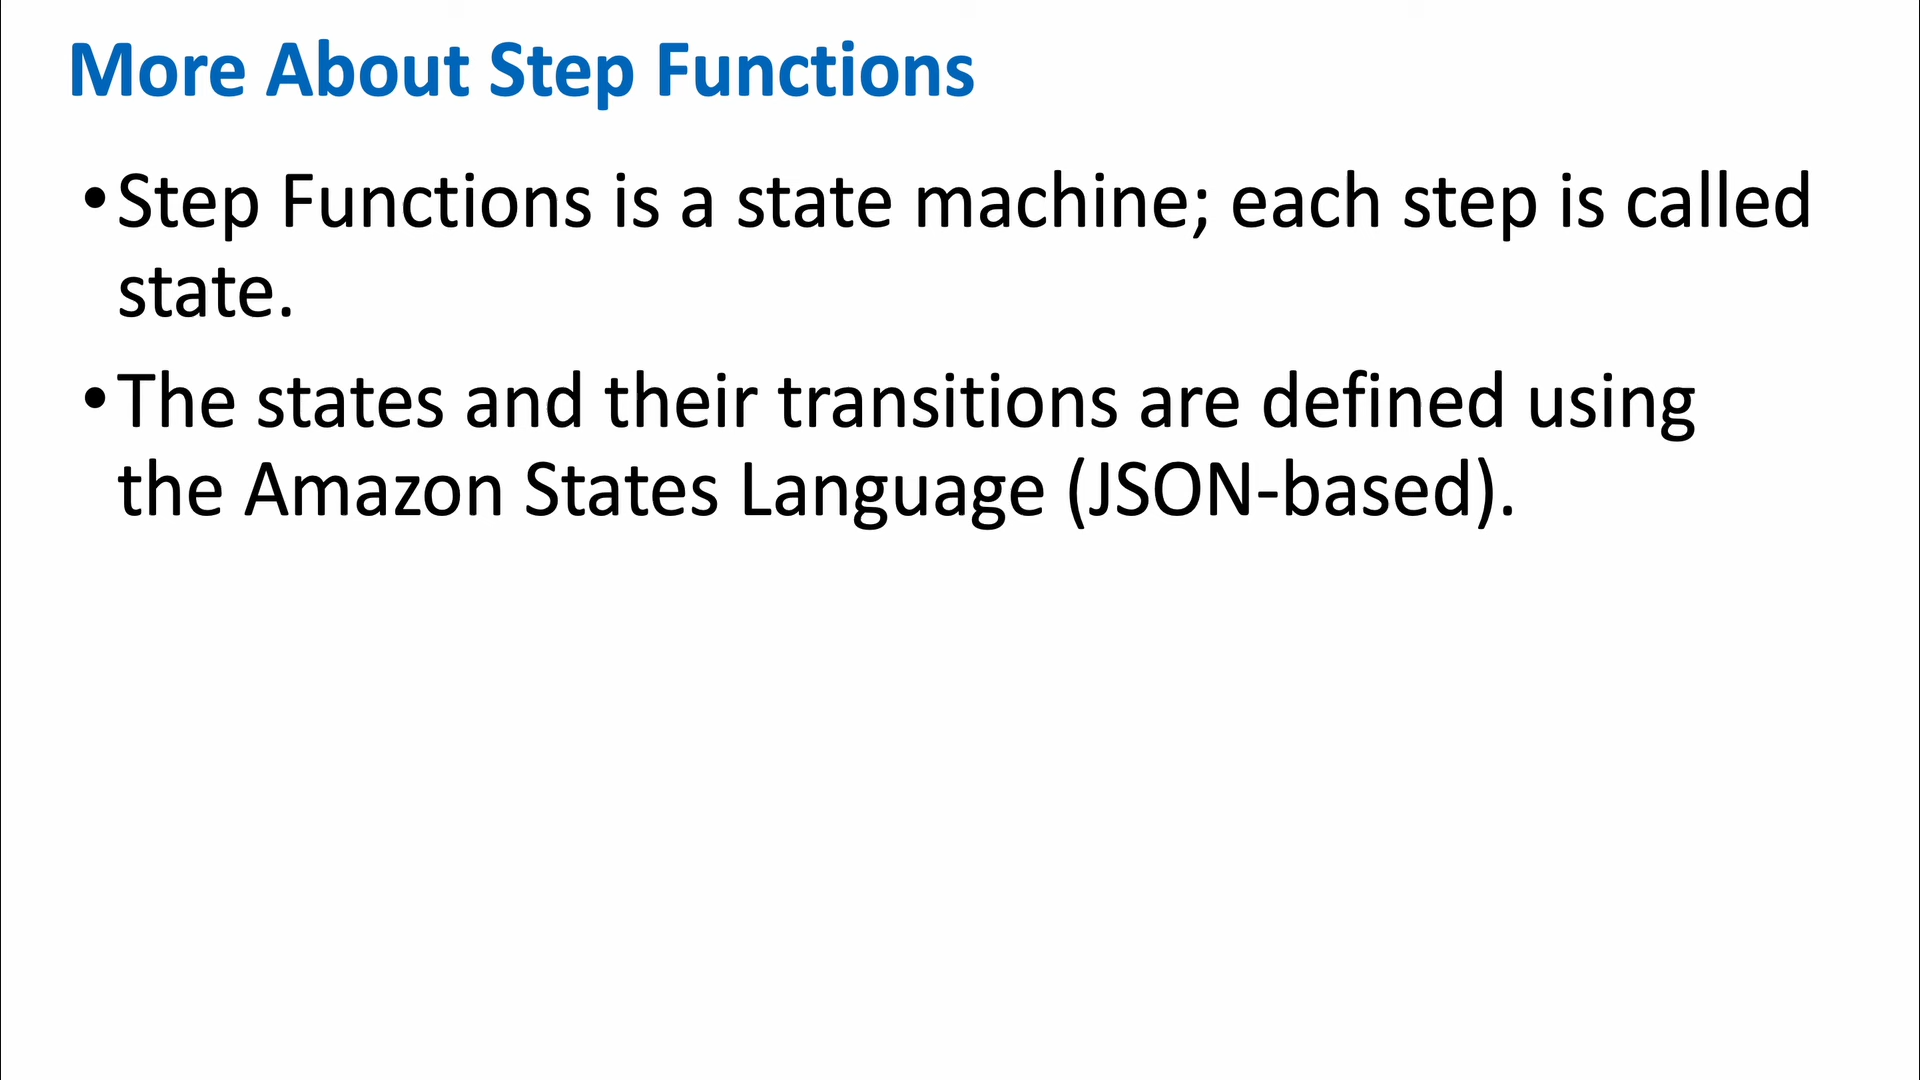 More About Step Functions
•Step Functions is a state machine; each step is called
state.
•The states and their transitions are defined using
the Amazon States Language (JSON-based).